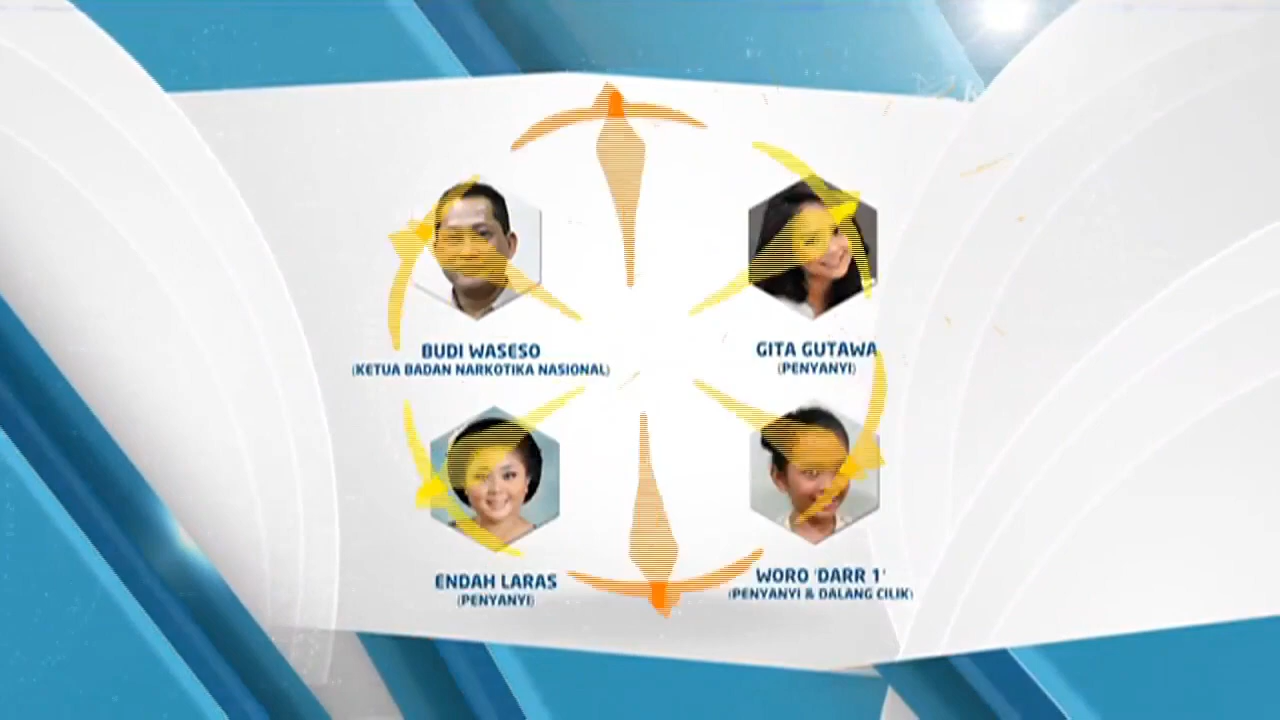 BUDI WASESO
(KETUA BADAN NARKOTIKA NASIONAL)
GITA GUTAWA
(PENYANYI)
ENDAH LARAS
(PENYANYI)
WORO 'DARR 1'
(PENYANYI & DALANG CILIK)